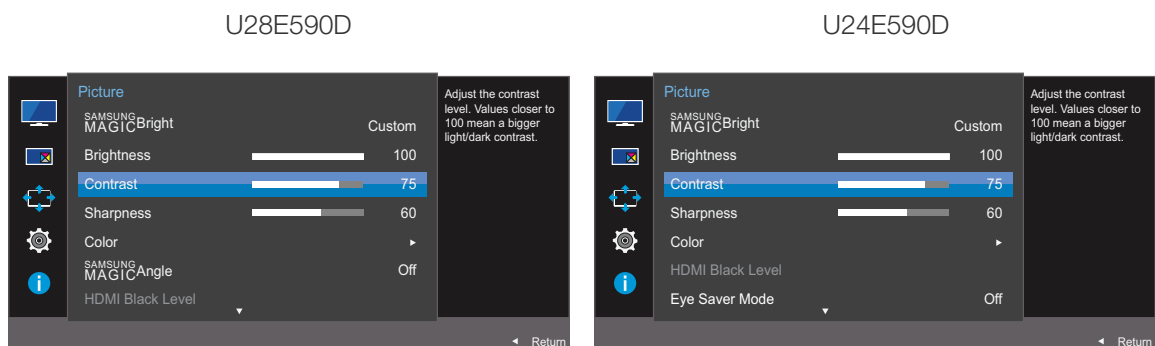 U28E590D
U24E590D
Picture
SAMSUNG MAGICBright Custom
Brightness 100
Contrast 75
Sharpness 60
Color ►
SAMSUNG MAGICAngle Off
HDMI Black Level
▼
Adjust the contrast
level. Values closer to
100 mean a bigger
light/dark contrast.
◄ Return
Picture
SAMSUNG MAGICBright Custom
Brightness 100
Contrast 75
Sharpness 60
Color ►
HDMI Black Level
Eye Saver Mode Off
▼
Adjust the contrast
level. Values closer to
100 mean a bigger
light/dark contrast.
◄ Return